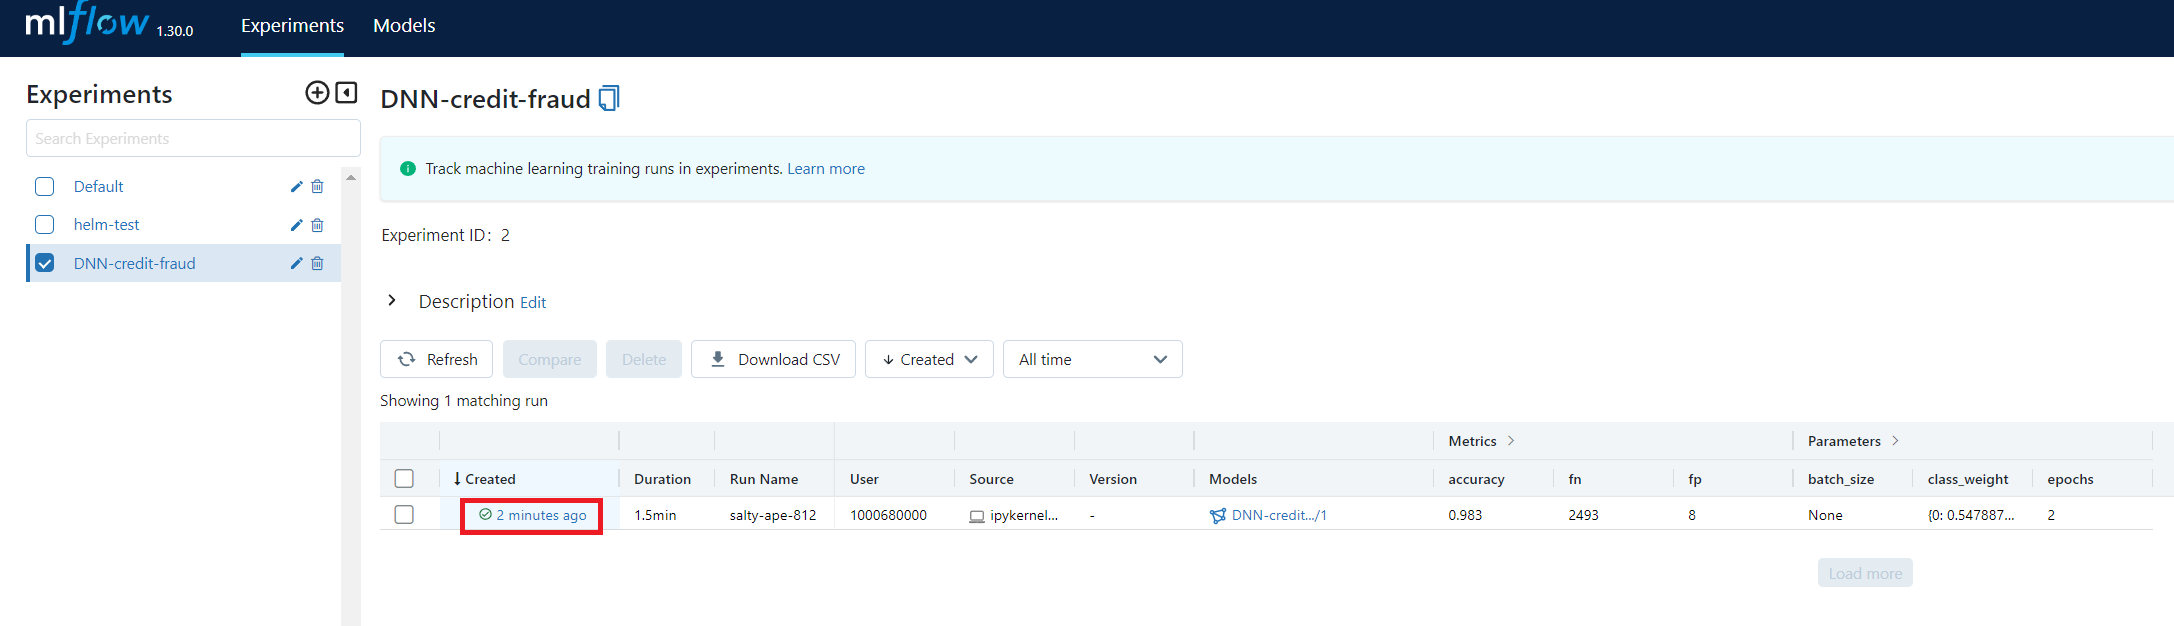 mlflow 1.30.0 Experiments Models
Experiments
Search Experiments
Default
helm-test
DNN-credit-fraud
DNN-credit-fraud
Track machine learning training runs in experiments. Learn more
Experiment ID: 2
Description Edit
Refresh Compare Delete Download CSV Created All time
Showing 1 matching run
Metrics Parameters
Created Duration Run Name User Source Version Models accuracy fn fp batch_size class_weight epochs
2 minutes ago 1.5min salty-ape-812 1000680000 ipykernel... - DNN-credit.../1 0.983 2493 8 None {0: 0.547887... 2
Load more